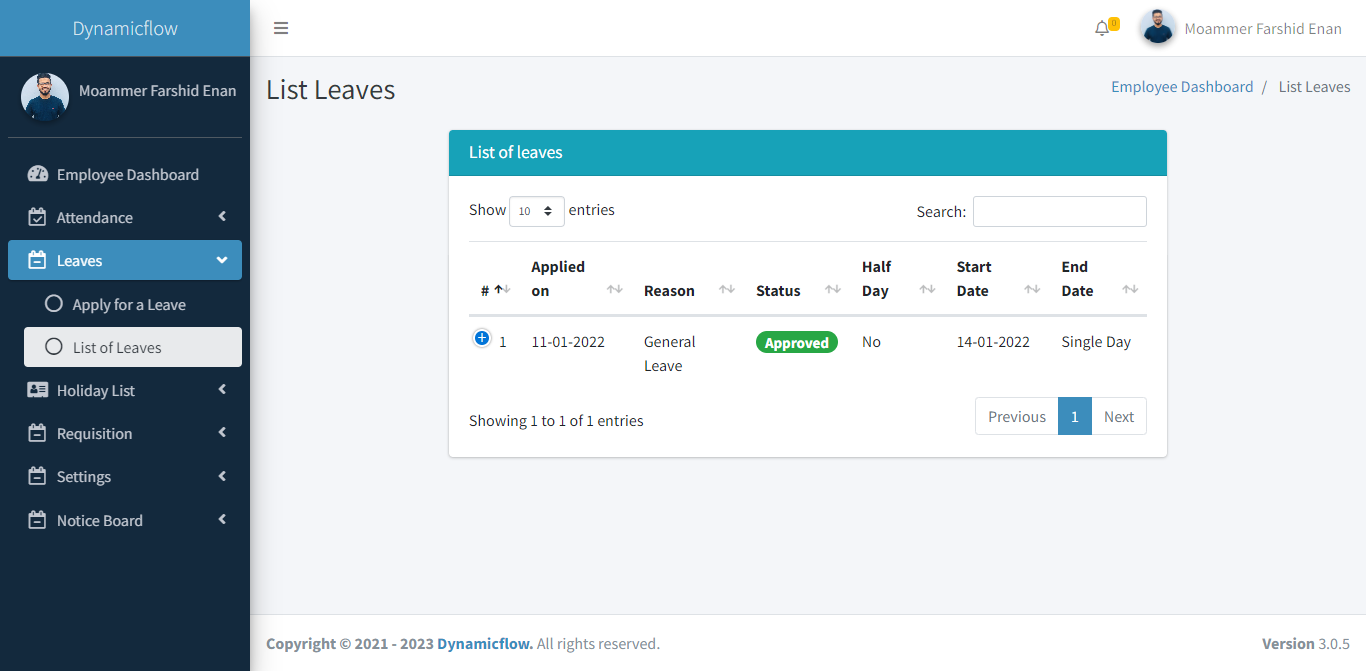 Dynamicflow
0
Moammer Farshid Enan
Moammer Farshid Enan
Employee Dashboard
Attendance
Leaves
Apply for a Leave
List of Leaves
Holiday List
Requisition
Settings
Notice Board
List Leaves
Employee Dashboard / List Leaves
List of leaves
Show 10 entries
Search:
# Applied on Reason Status Half Day Start Date End Date
1 11-01-2022 General Leave Approved No 14-01-2022 Single Day
Showing 1 to 1 of 1 entries
Previous 1 Next
Copyright © 2021 - 2023 Dynamicflow. All rights reserved.
Version 3.0.5